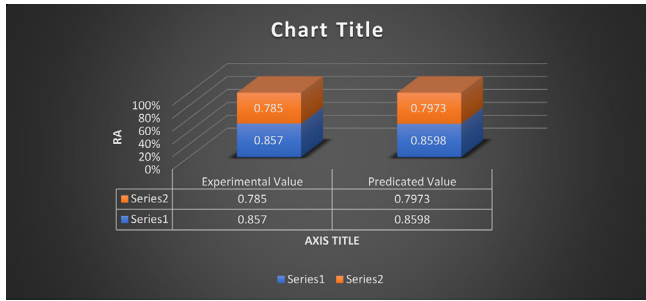 Chart Title
100%
80%
60%
40%
20%
0%
RA
0.785
0.7973
0.857
0.8598
Experimental Value Predicated Value
Series2 0.785 0.7973
Series1 0.857 0.8598
AXIS TITLE
Series1 Series2